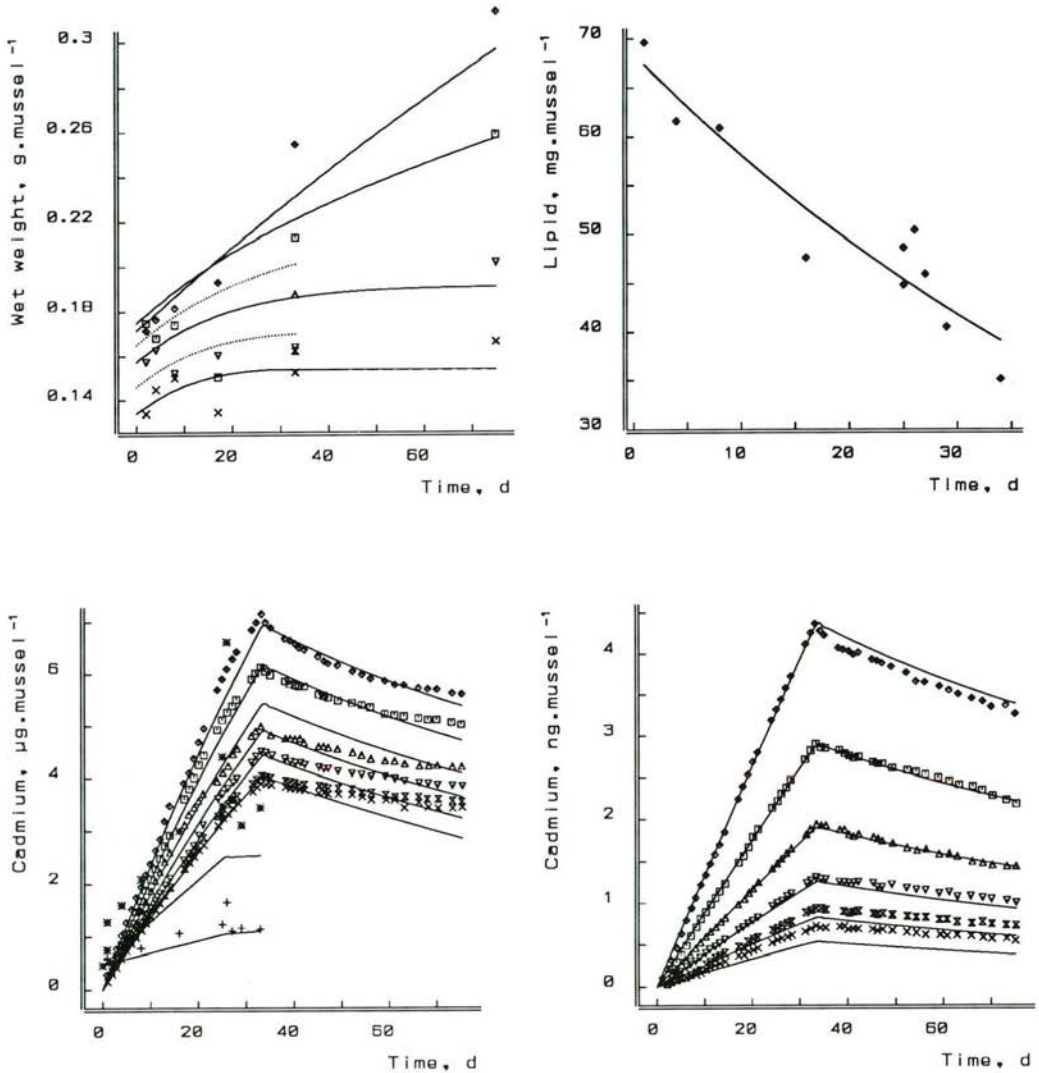 Wet weight, g.mussel⁻¹
0.3
0.26
0.22
0.18
0.14
0 20 40 60
Time, d
Lipid, mg.mussel⁻¹
70
60
50
40
30
0 10 20 30
Time, d
Cadmium, µg.mussel⁻¹
6
4
2
0
0 20 40 60
Time, d
Cadmium, ng.mussel⁻¹
4
3
2
1
0
0 20 40 60
Time, d